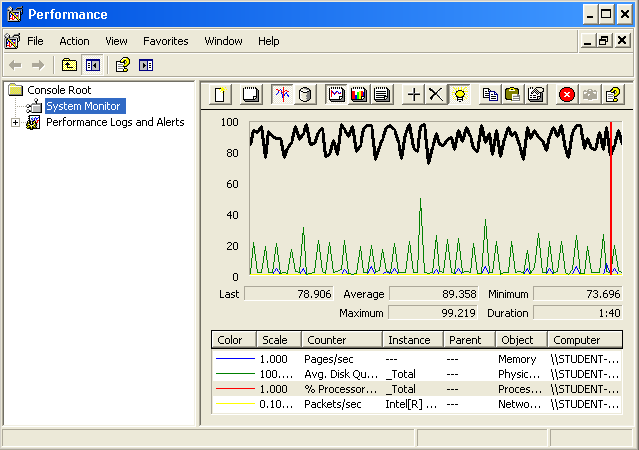 Performance
File Action View Favorites Window Help
Console Root
System Monitor
Performance Logs and Alerts
100
80
60
40
20
0
Last 78.906 Average 89.358 Minimum 73.696
Maximum 99.219 Duration 1:40
Color Scale Counter Instance Parent Object Computer
1.000 Pages/sec --- --- Memory \\STUDENT-...
100.... Avg. Disk Qu... _Total --- Physic... \\STUDENT-...
1.000 % Processor... _Total --- Proces... \\STUDENT-...
0.10... Packets/sec Intel[R] ... --- Netwo... \\STUDENT-...